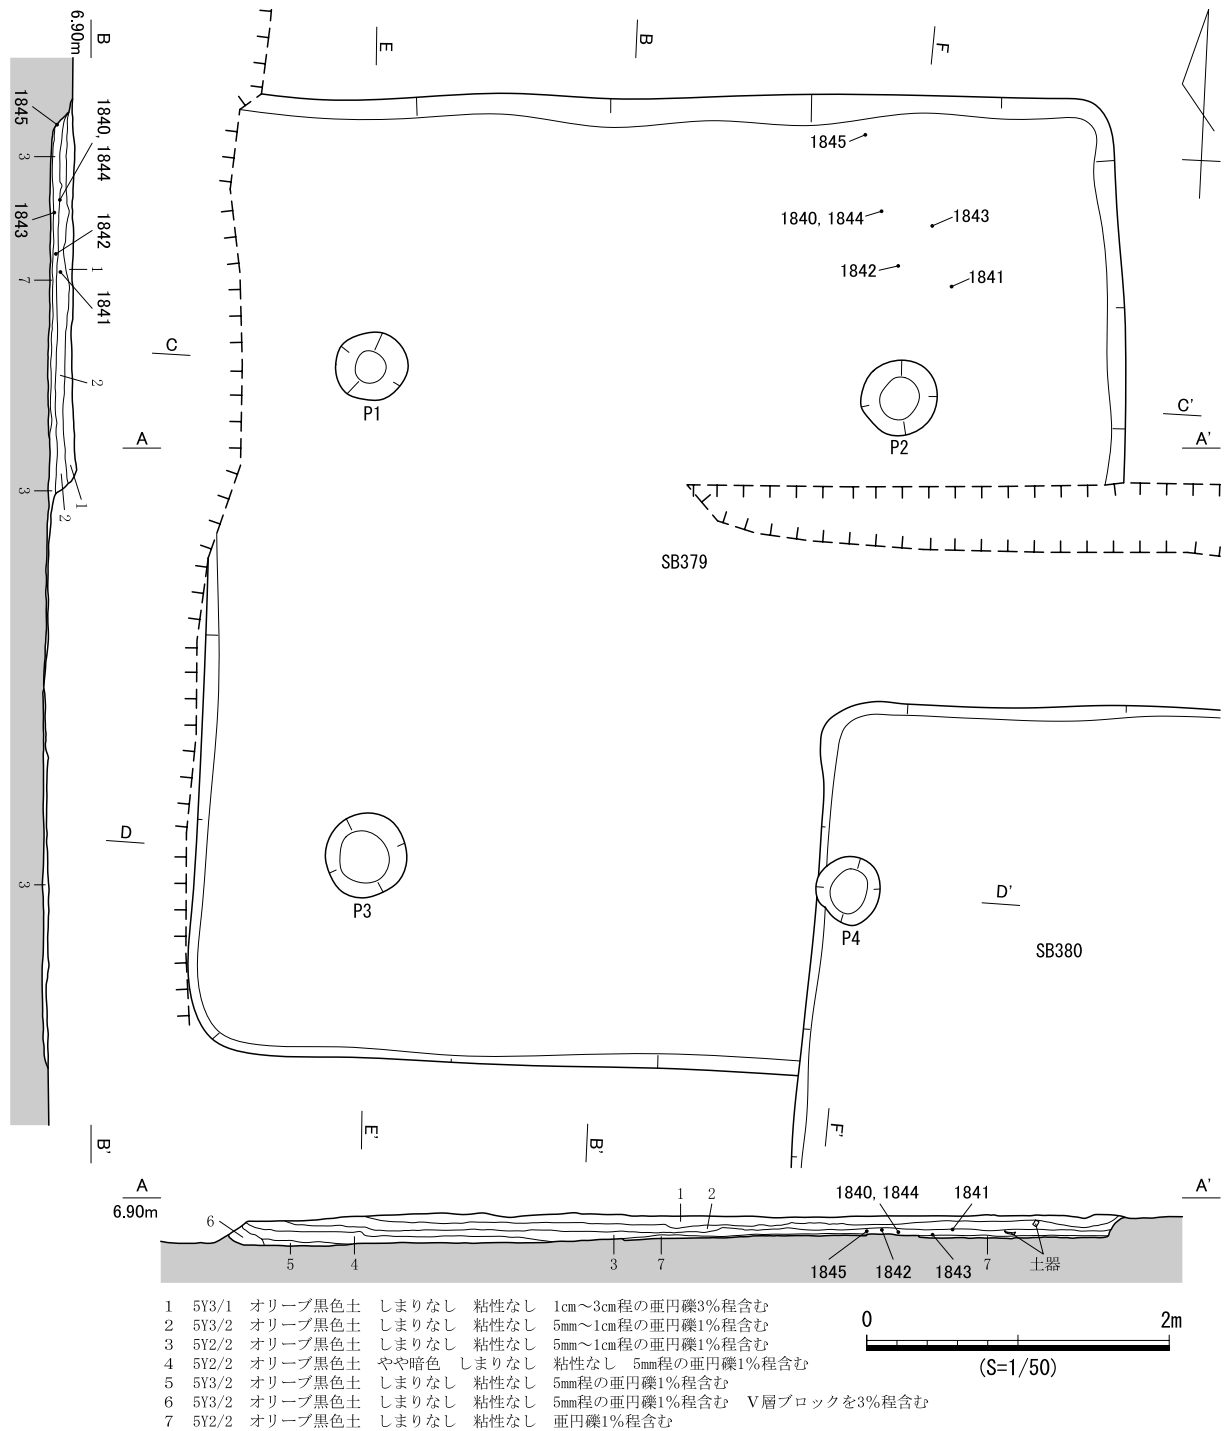 B
6.90m
1845
3
1840, 1844
1843
1842
7
1
1841
2
3
1
2
3
B'
E
B
F
1845
1840, 1844
1843
1842
1841
C
P1
P2
C'
A
A'
SB379
D
P3
P4
D'
SB380
E'
B'
F'
A
6.90m
A'
6
1
2
1840, 1844
1841
5
4
3
7
1845
1842
1843
7
土器
1 5Y3/1 オリーブ黒色土 しまりなし 粘性なし 1㎝～3㎝程の亜円礫3%程含む
2 5Y3/2 オリーブ黒色土 しまりなし 粘性なし 5㎜～1㎝程の亜円礫1%程含む
3 5Y2/2 オリーブ黒色土 しまりなし 粘性なし 5㎜～1㎝程の亜円礫1%程含む
4 5Y2/2 オリーブ黒色土 やや暗色 しまりなし 粘性なし 5㎜程の亜円礫1%程含む
5 5Y3/2 オリーブ黒色土 しまりなし 粘性なし 5㎜程の亜円礫1%程含む
6 5Y3/2 オリーブ黒色土 しまりなし 粘性なし 5㎜程の亜円礫1%程含む Ⅴ層ブロックを3%程含む
7 5Y2/2 オリーブ黒色土 しまりなし 粘性なし 亜円礫1%程含む
0 2m
(S=1/50)